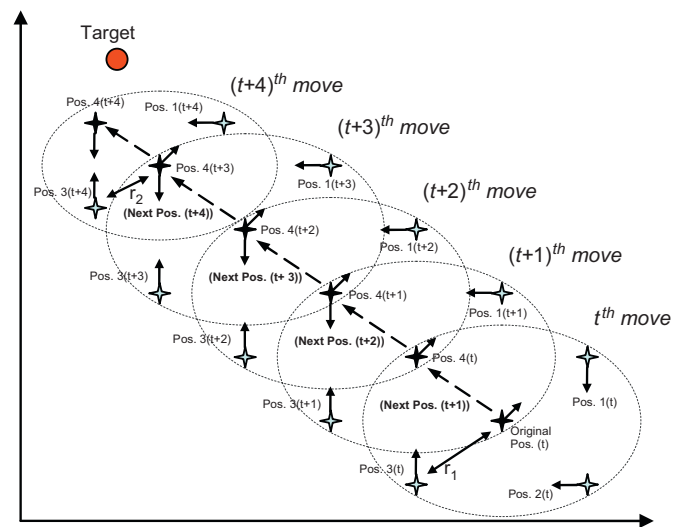 Target
(t+4)th move
Pos. 4(t+4)
Pos. 1(t+4)
(t+3)th move
Pos. 4(t+3)
Pos. 1(t+3)
Pos. 3(t+4)
r2
(Next Pos. (t+4))
(t+2)th move
Pos. 4(t+2)
Pos. 1(t+2)
(t+1)th move
Pos. 3(t+3)
(Next Pos. (t+ 3))
Pos. 4(t+1)
Pos. 1(t+1)
tth move
Pos. 3(t+2)
(Next Pos. (t+2))
Pos. 4(t)
Pos. 1(t)
Pos. 3(t+1)
(Next Pos. (t+1))
Original
Pos. (t)
Pos. 3(t)
r1
Pos. 2(t)